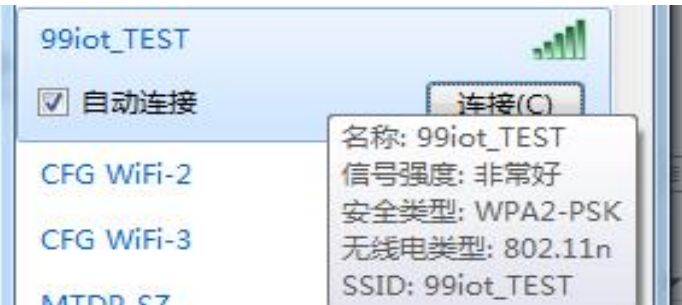 99iot_TEST
自动连接
连接(C)
名称: 99iot_TEST
信号强度: 非常好
安全类型: WPA2-PSK
无线电类型: 802.11n
SSID: 99iot_TEST
CFG WiFi-2
CFG WiFi-3